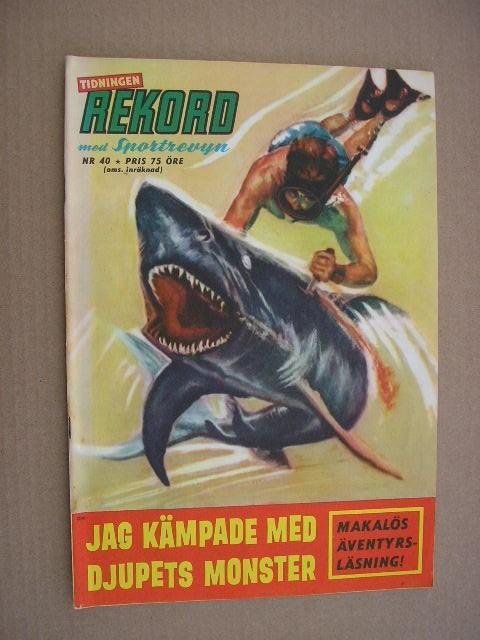 TIDNINGEN
REKORD
med Sportrevyn
NR 40 ★ PRIS 75 ÖRE
(oms. inräknad)
JAG KÄMPADE MED
DJUPETS MONSTER
MAKALÖS
ÄVENTYRS-
LÄSNING!